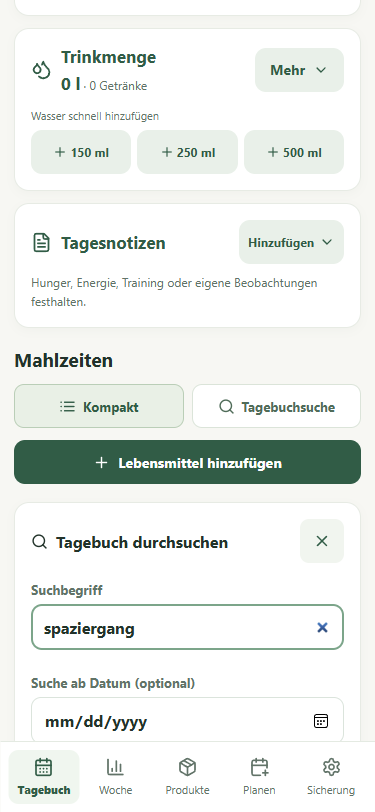 Trinkmenge
0 l · 0 Getränke
Mehr
Wasser schnell hinzufügen
+ 150 ml
+ 250 ml
+ 500 ml
Tagesnotizen
Hinzufügen
Hunger, Energie, Training oder eigene Beobachtungen
festhalten.
Mahlzeiten
Kompakt
Tagebuchsuche
+ Lebensmittel hinzufügen
Tagebuch durchsuchen
Suchbegriff
spaziergang
Suche ab Datum (optional)
mm/dd/yyyy
Tagebuch
Woche
Produkte
Planen
Sicherung